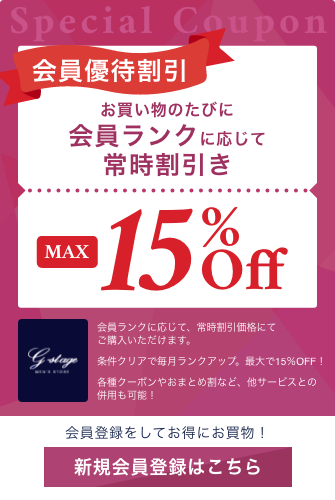 Special Coupon
会員優待割引
お買い物のたびに
会員ランクに応じて
常時割引き
MAX 15%Off
会員ランクに応じて、常時割引価格にて
ご購入いただけます。
G-stage
MEN'S STORE
条件クリアで毎月ランクアップ。最大で15%OFF！
各種クーポンやおまとめ割など、他サービスとの
併用も可能！
会員登録をしてお得にお買物！
新規会員登録はこちら